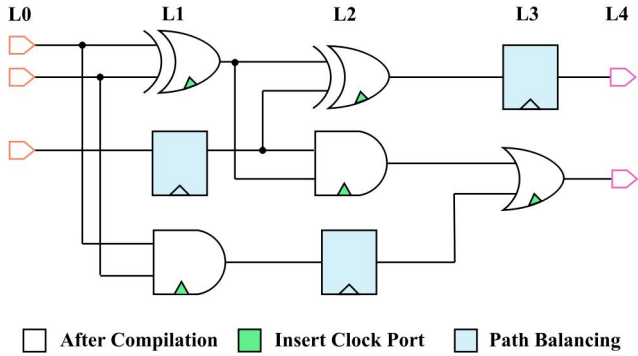 L0 L1 L2 L3 L4
After Compilation Insert Clock Port Path Balancing